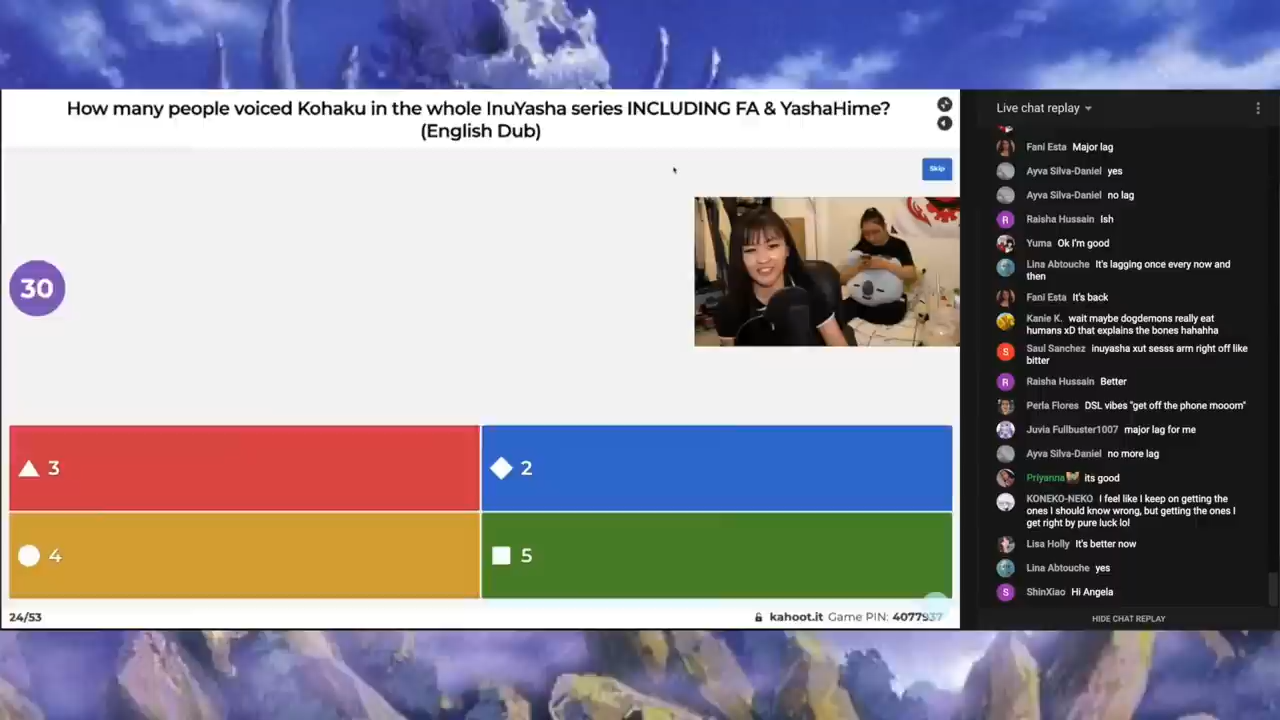 How many people voiced Kohaku in the whole InuYasha series INCLUDING FA & YashaHime?
(English Dub)
Skip
30
3
2
4
5
24/53
kahoot.it Game PIN: 4077937
Live chat replay
Fani Esta Major lag
Ayva Silva-Daniel yes
Ayva Silva-Daniel no lag
R
Raisha Hussain Ish
Yuma Ok I'm good
Lina Abtouche It's lagging once every now and
then
Fani Esta It's back
Kanie K. wait maybe dogdemons really eat
humans xD that explains the bones hahahha
S
Saul Sanchez inuyasha xut sesss arm right off like
bitter
R
Raisha Hussain Better
Perla Flores DSL vibes "get off the phone mooom"
Juvia Fullbuster1007 major lag for me
Ayva Silva-Daniel no more lag
Priyanna its good
KONEKO-NEKO I feel like I keep on getting the
ones I should know wrong, but getting the ones I
get right by pure luck lol
Lisa Holly It's better now
Lina Abtouche yes
S
ShinXiao Hi Angela
HIDE CHAT REPLAY